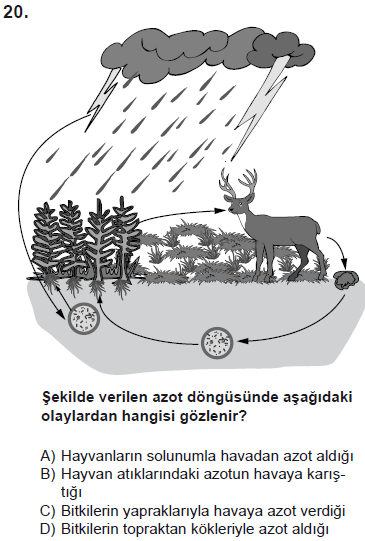 20.
Şekilde verilen azot döngüsünde aşağıdaki
olaylardan hangisi gözlenir?
A) Hayvanların solunumla havadan azot aldığı
B) Hayvan atıklarındaki azotun havaya karış-
tığı
C) Bitkilerin yapraklarıyla havaya azot verdiği
D) Bitkilerin topraktan kökleriyle azot aldığı